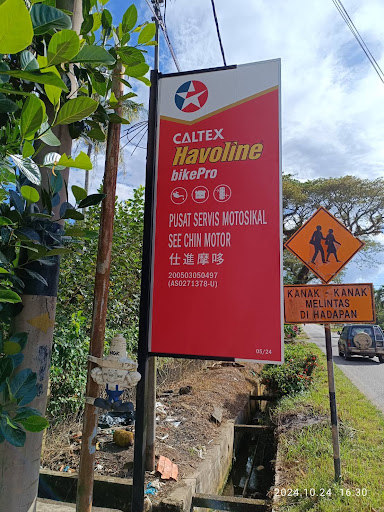 CALTEX
Havoline
bikePro
PUSAT SERVIS MOTOSIKAL
SEE CHIN MOTOR
仕進摩哆
200503050497
(AS0271378-U)
05/24
KANAK - KANAK
MELINTAS
DI HADAPAN
2024.10.24 16:30